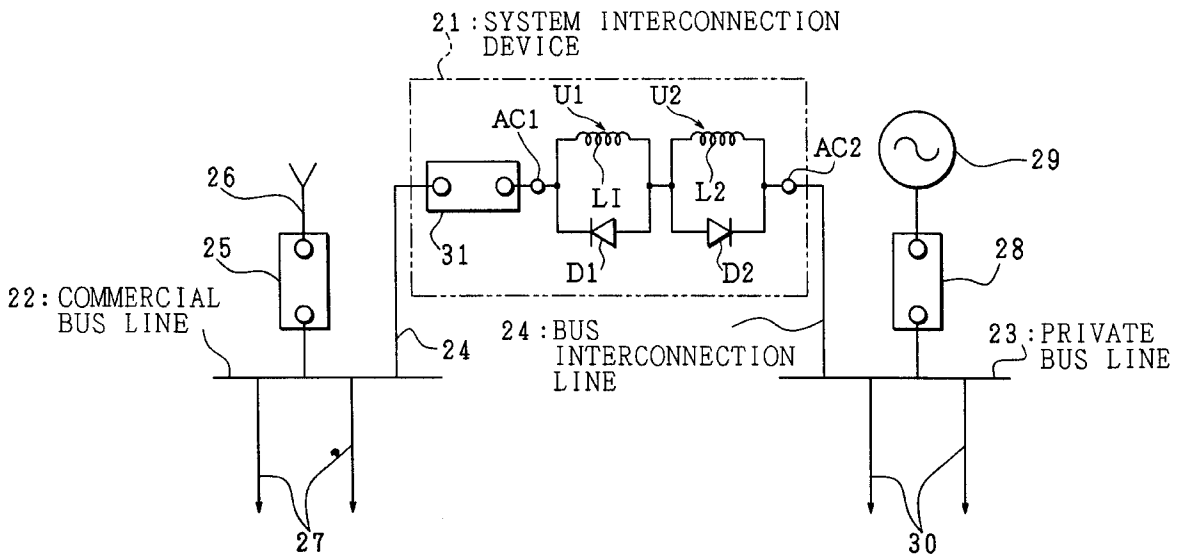 21:SYSTEM INTERCONNECTION
DEVICE
U1
U2
AC1
AC2
29
26
L1
L2
25
31
D1
D2
28
22:COMMERCIAL
BUS LINE
24
24:BUS
INTERCONNECTION
LINE
23:PRIVATE
BUS LINE
27
30